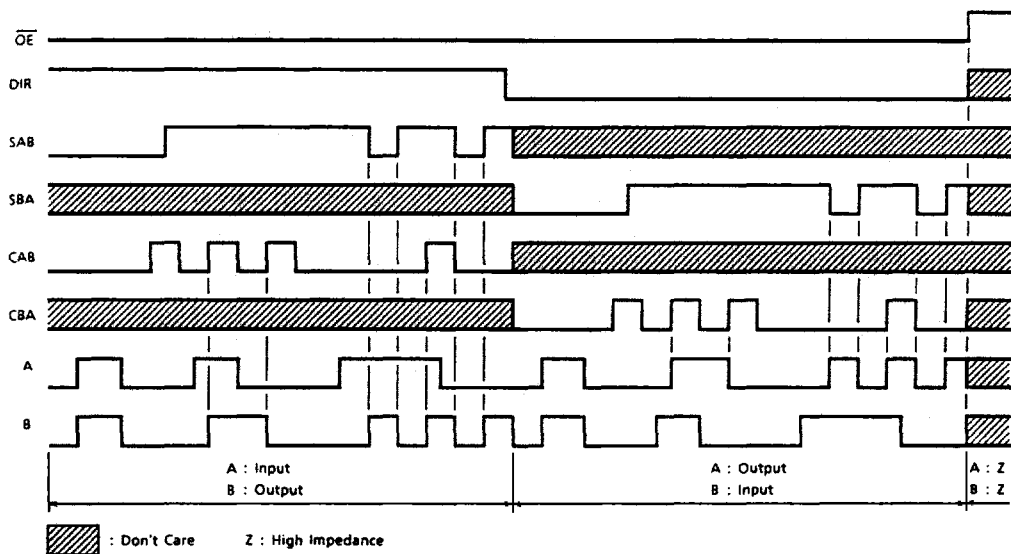 OE
DIR
SAB
SBA
CAB
CBA
A
B
A : Input
B : Output
A : Output
B : Input
A : Z
B : Z
: Don't Care Z : High Impedance